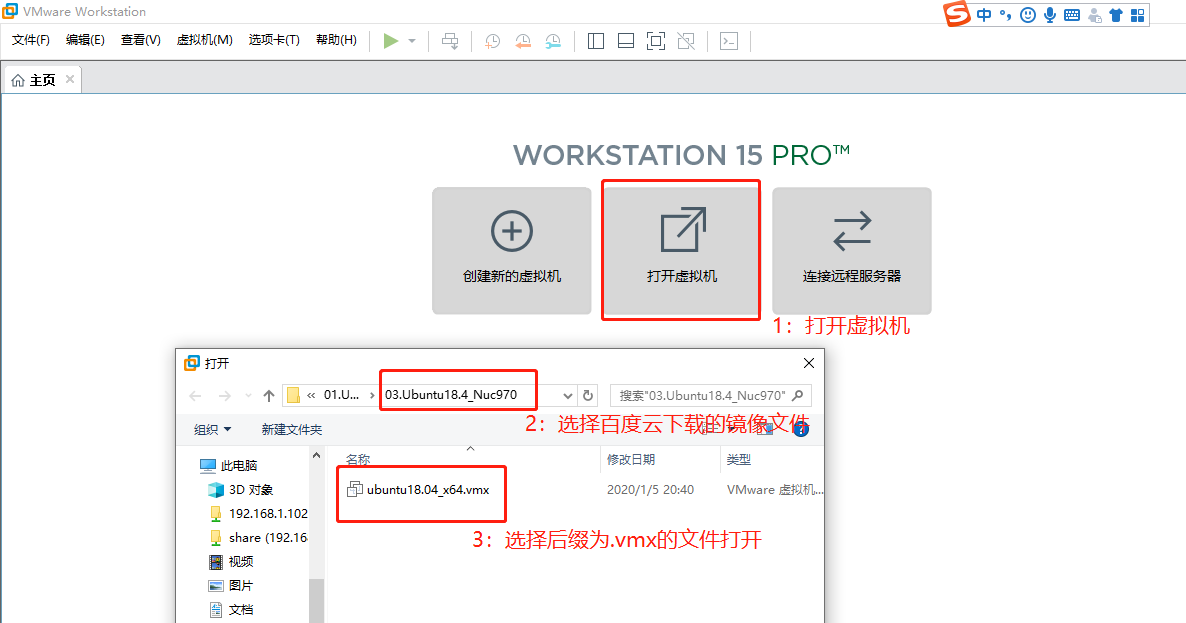 VMware Workstation
中
文件(F) 编辑(E) 查看(V) 虚拟机(M) 选项卡(T) 帮助(H)
主页
WORKSTATION 15 PRO™
创建新的虚拟机 打开虚拟机 连接远程服务器
1：打开虚拟机
打开
« 01.U... › 03.Ubuntu18.4_Nuc970 搜索"03.Ubuntu18.4_Nuc970"
2：选择百度云下载的镜像文件
组织 新建文件夹
名称 修改日期 类型
此电脑
3D 对象
ubuntu18.04_x64.vmx 2020/1/5 20:40 VMware 虚拟机...
192.168.1.102
share (192.16
3：选择后缀为.vmx的文件打开
视频
图片
文档